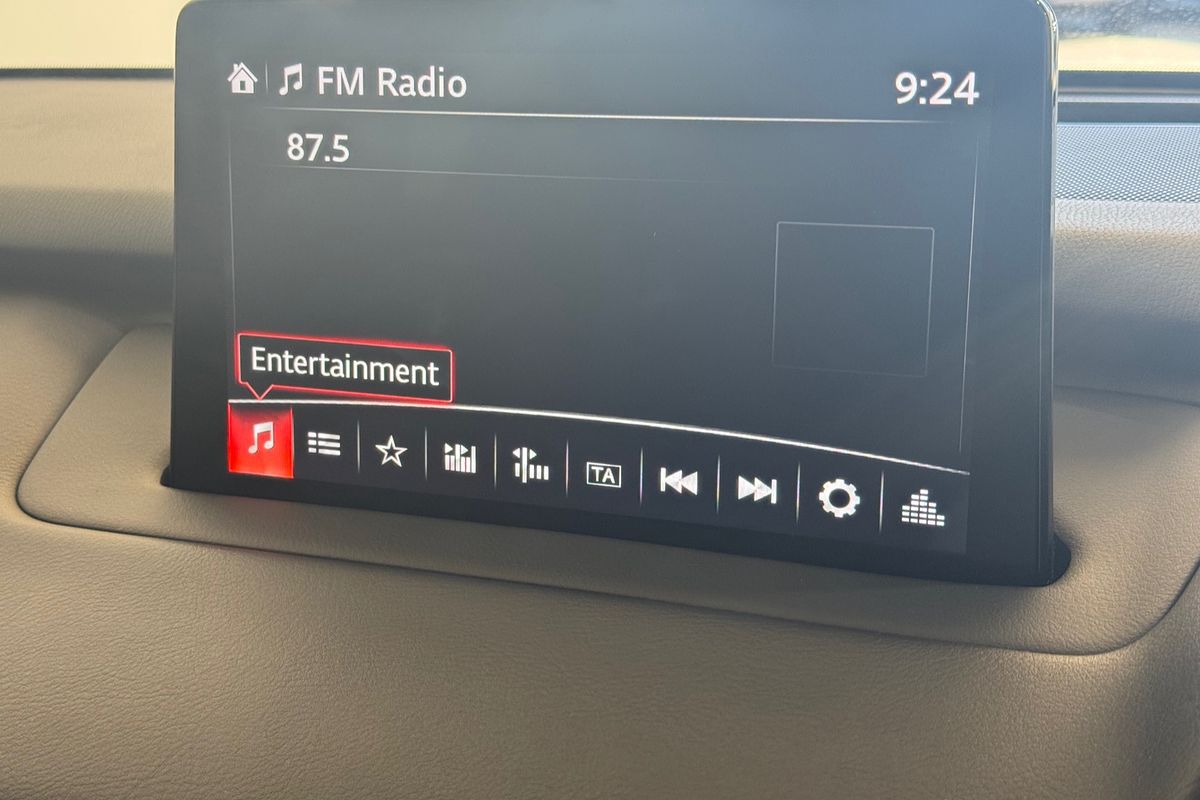 FM Radio
9:24
87.5
Entertainment
TA